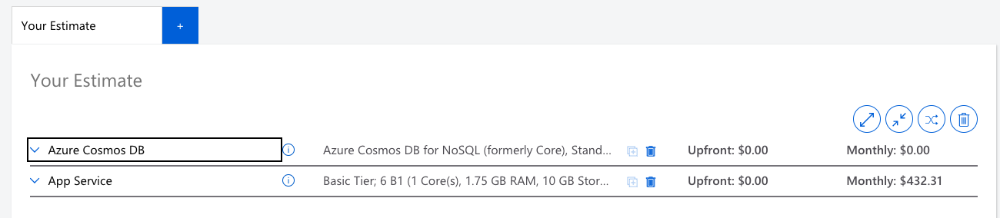 Your Estimate +
Your Estimate
Azure Cosmos DB Azure Cosmos DB for NoSQL (formerly Core), Stand... Upfront: $0.00 Monthly: $0.00
App Service Basic Tier; 6 B1 (1 Core(s), 1.75 GB RAM, 10 GB Stor... Upfront: $0.00 Monthly: $432.31